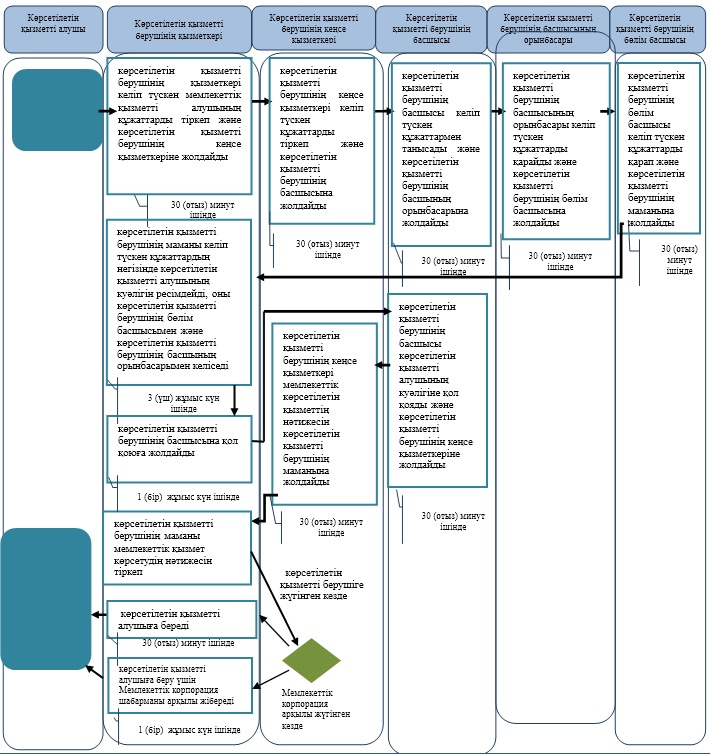 Көрсетілетін
қызметті алушы
Көрсетілетін қызметті
берушінің қызметкері
Көрсетілетін қызметті
берушінің кеңсе
қызметкері
Көрсетілетін қызметті
берушінің
басшысы
Көрсетілетін қызметті
берушінің басшысының
орынбасары
Көрсетілетін
қызметті берушінің
бөлім басшысы
көрсетілетін қызметті
берушінің қызметкері
келіп түскен мемлекеттік
қызметті алушының
құжаттарды тіркеп және
көрсетілетін қызметті
берушінің кеңсе
қызметкеріне жолдайды
30 (отыз) минут
ішінде
көрсетілетін
қызметті
берушінің кеңсе
қызметкері келіп
түскен
құжаттарды
тіркеп және
көрсетілетін
қызметті
берушінің
басшысына
жолдайды
30 (отыз) минут
ішінде
көрсетілетін
қызметті
берушінің
басшысы келіп
түскен
құжаттармен
танысады және
көрсетілетін
қызметті
берушінің
басшының
орынбасарына
жолдайды
30 (отыз) минут
ішінде
көрсетілетін
қызметті
берушінің
басшысының
орынбасары келіп
түскен
құжаттарды
қарайды және
көрсетілетін
қызметті
берушінің бөлім
басшысына
жолдайды
30 (отыз) минут
ішінде
көрсетілетін
қызметті
берушінің
бөлім
басшысы
келіп түскен
құжаттарды
қарап және
көрсетілетін
қызметті
берушінің
маманына
жолдайды
30 (отыз)
минут
ішінде
көрсетілетін қызметті
берушінің маманы келіп
түскен құжаттардың
негізінде көрсетілетін
қызметті алушының
куәлігін ресімдейді, оны
көрсетілетін қызметті
берушінің бөлім
басшысымен және
көрсетілетін қызметті
берушінің басшының
орынбасарымен келіседі
3 (үш) жұмыс күн
ішінде
көрсетілетін қызметті
берушінің басшысына қол
қоюға жолдайды
1 (бір) жұмыс күн ішінде
көрсетілетін
қызметті
берушінің
басшысы
көрсетілетін
қызметті
алушының
куәлігіне қол
қояды және
көрсетілетін
қызметті
берушінің кеңсе
қызметкеріне
жолдайды
30 (отыз) минут
ішінде
көрсетілетін
қызметті
берушінің кеңсе
қызметкері
мемлекеттік
көрсетілетін
қызметтің
нәтижесін
көрсетілетін
қызметті
берушінің
маманына
жолдайды
30 (отыз) минут
ішінде
көрсетілетін қызметті
берушінің маманы
мемлекеттік қызмет
көрсетудің нәтижесін
тіркеп
көрсетілетін
қызметті берушіге
жүгінген кезде
көрсетілетін қызметті
алушыға береді
30 (отыз) минут ішінде
көрсетілетін қызметті
алушыға беру үшін
Мемлекеттік корпорация
шабарманы арқылы жібереді
1 (бір) жұмыс күн ішінде
Мемлекеттік
корпорация
арқылы жүгінген
кезде